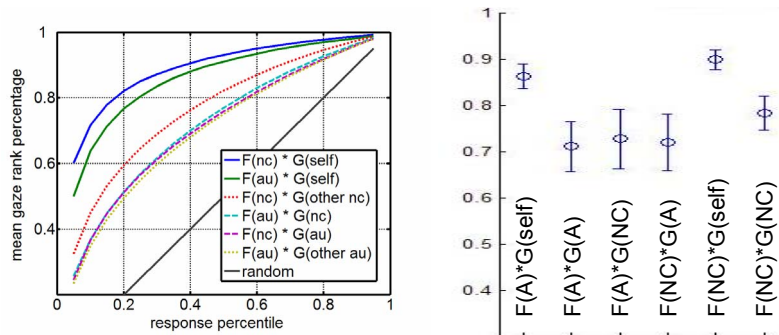 1
0.8
0.6
0.4
mean gaze rank percentage
F(nc) * G(self)
F(au) * G(self)
F(nc) * G(other nc)
F(au) * G(nc)
F(nc) * G(au)
F(au) * G(other au)
random
0 0.2 0.4 0.6 0.8 1
response percentile
1
0.9
0.8
0.7
0.6
0.5
0.4
F(A)*G(self)
F(A)*G(A)
F(A)*G(NC)
F(NC)*G(A)
F(NC)*G(self)
F(NC)*G(NC)